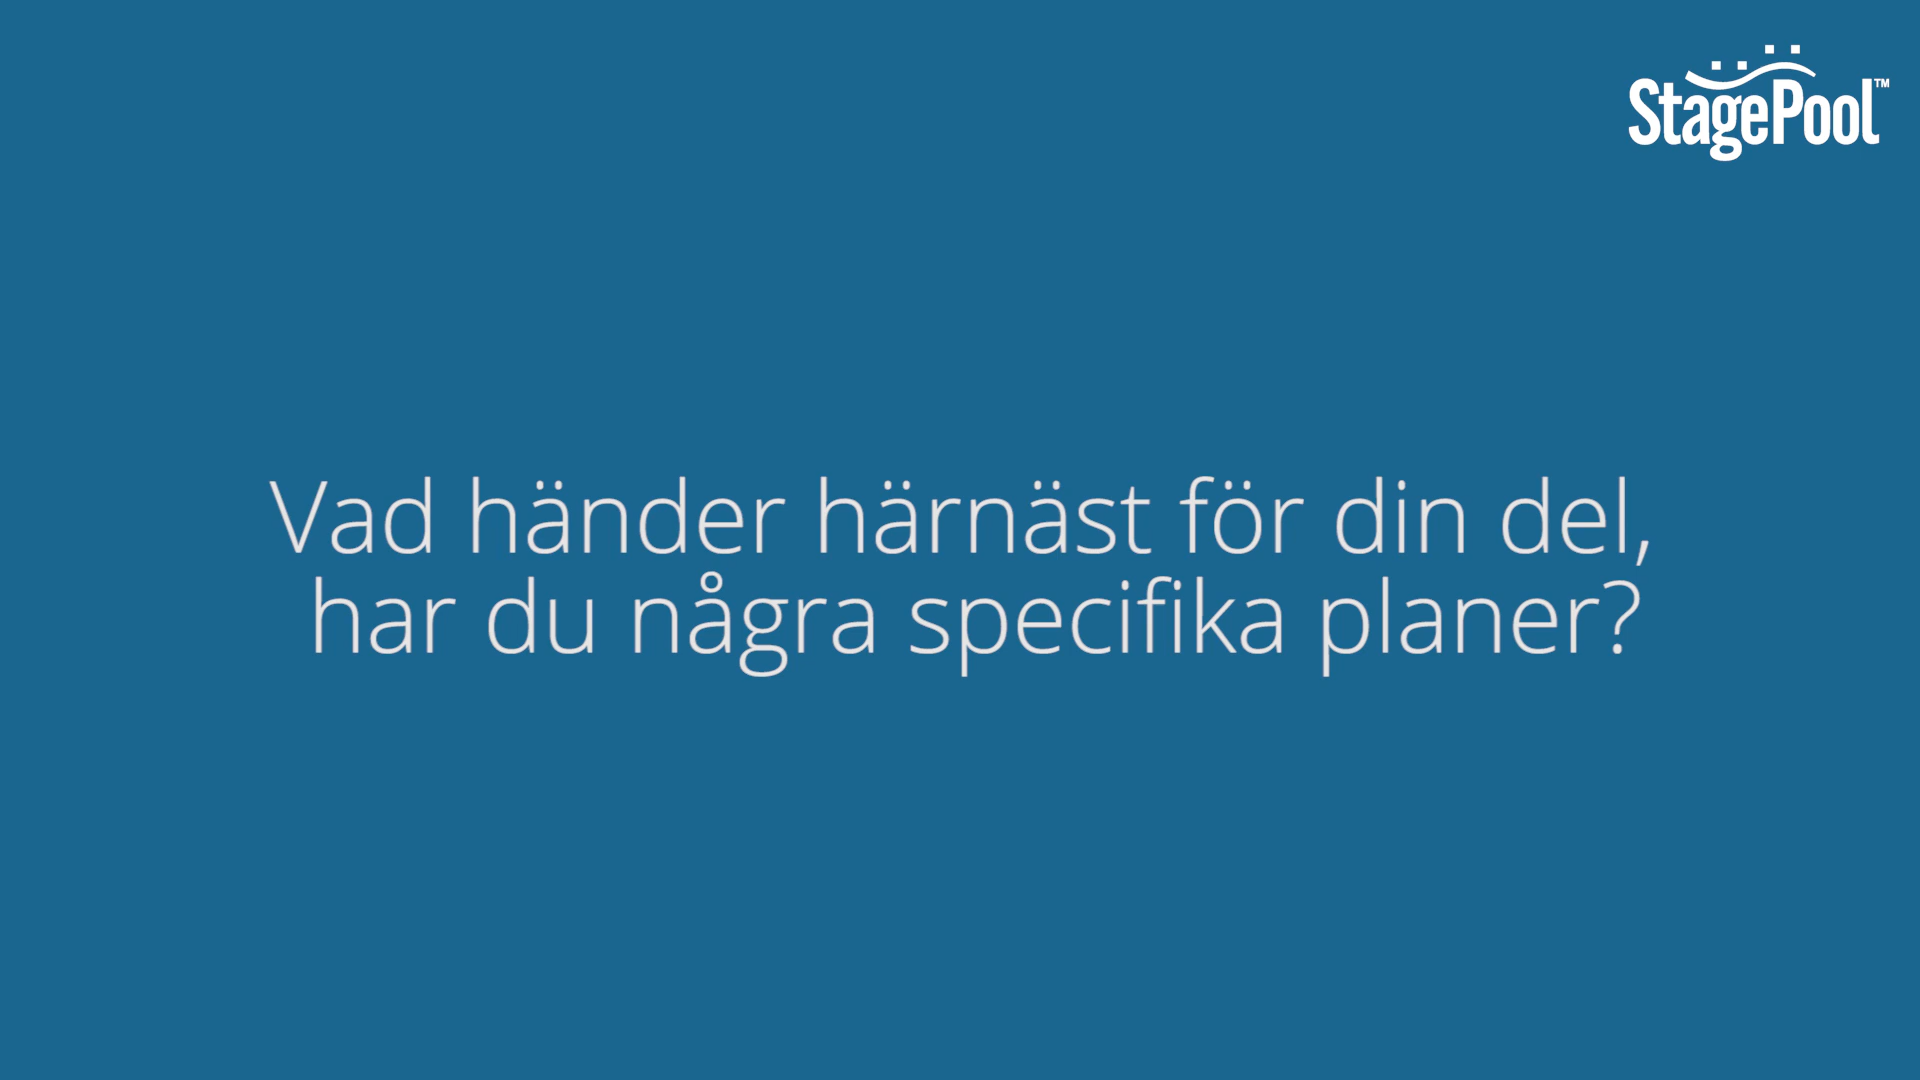 StagePool™
Vad händer härnäst för din del,
har du några specifika planer?